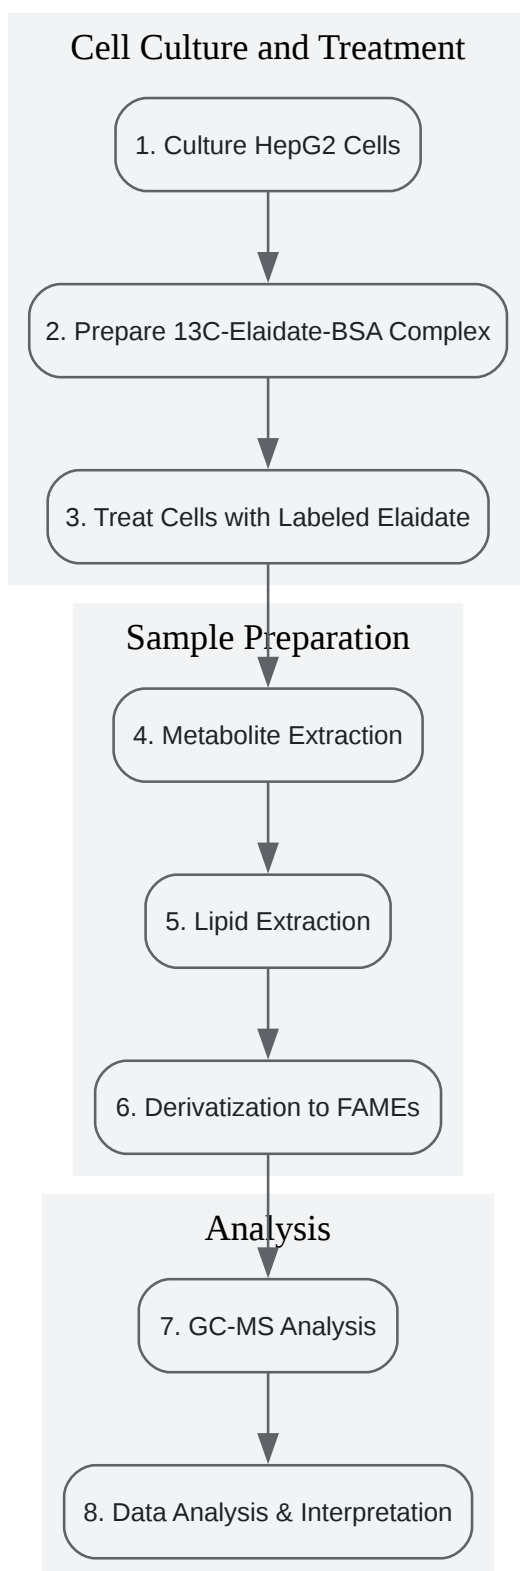 Cell Culture and Treatment
1. Culture HepG2 Cells
2. Prepare 13C-Elaidate-BSA Complex
3. Treat Cells with Labeled Elaidate
Sample Preparation
4. Metabolite Extraction
5. Lipid Extraction
6. Derivatization to FAMEs
Analysis
7. GC-MS Analysis
8. Data Analysis & Interpretation